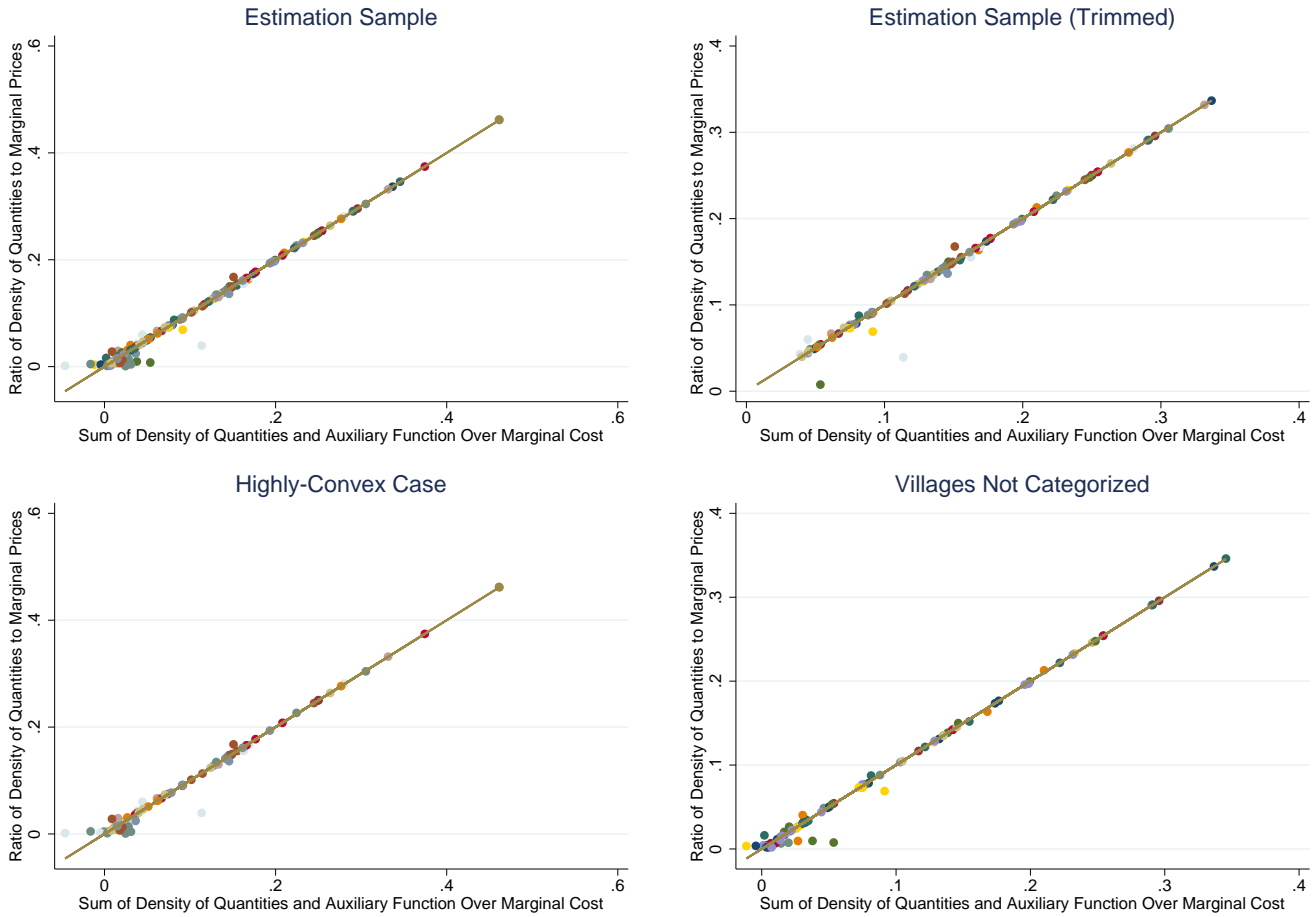 Estimation Sample
Ratio of Density of Quantities to Marginal Prices
0 .2 .4 .6
0 .2 .4 .6
Sum of Density of Quantities and Auxiliary Function Over Marginal Cost
Estimation Sample (Trimmed)
Ratio of Density of Quantities to Marginal Prices
0 .1 .2 .3 .4
0 .1 .2 .3 .4
Sum of Density of Quantities and Auxiliary Function Over Marginal Cost
Highly-Convex Case
Ratio of Density of Quantities to Marginal Prices
0 .2 .4 .6
0 .2 .4 .6
Sum of Density of Quantities and Auxiliary Function Over Marginal Cost
Villages Not Categorized
Ratio of Density of Quantities to Marginal Prices
0 .1 .2 .3 .4
0 .1 .2 .3 .4
Sum of Density of Quantities and Auxiliary Function Over Marginal Cost